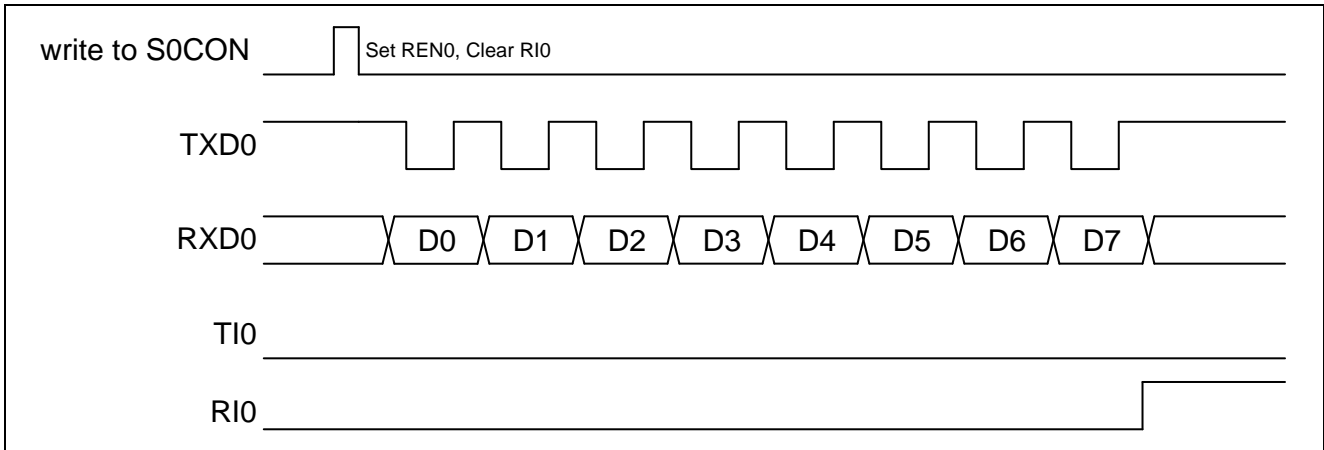 write to S0CON Set REN0, Clear RI0
TXD0
RXD0 D0 D1 D2 D3 D4 D5 D6 D7
TI0
RI0